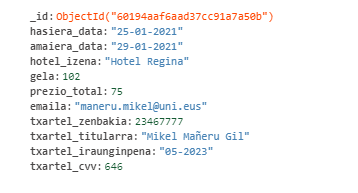 _id: ObjectId("60194aaf6aad37cc91a7a50b")
hasiera_data: "25-01-2021"
amaiera_data: "29-01-2021"
hotel_izena: "Hotel Regina"
gela: 102
prezio_total: 75
emaila: "maneru.mikel@uni.eus"
txartel_zenbakia: 23467777
txartel_titularra: "Mikel Mañeru Gil"
txartel_iraunginpena: "05-2023"
txartel_cvv: 646